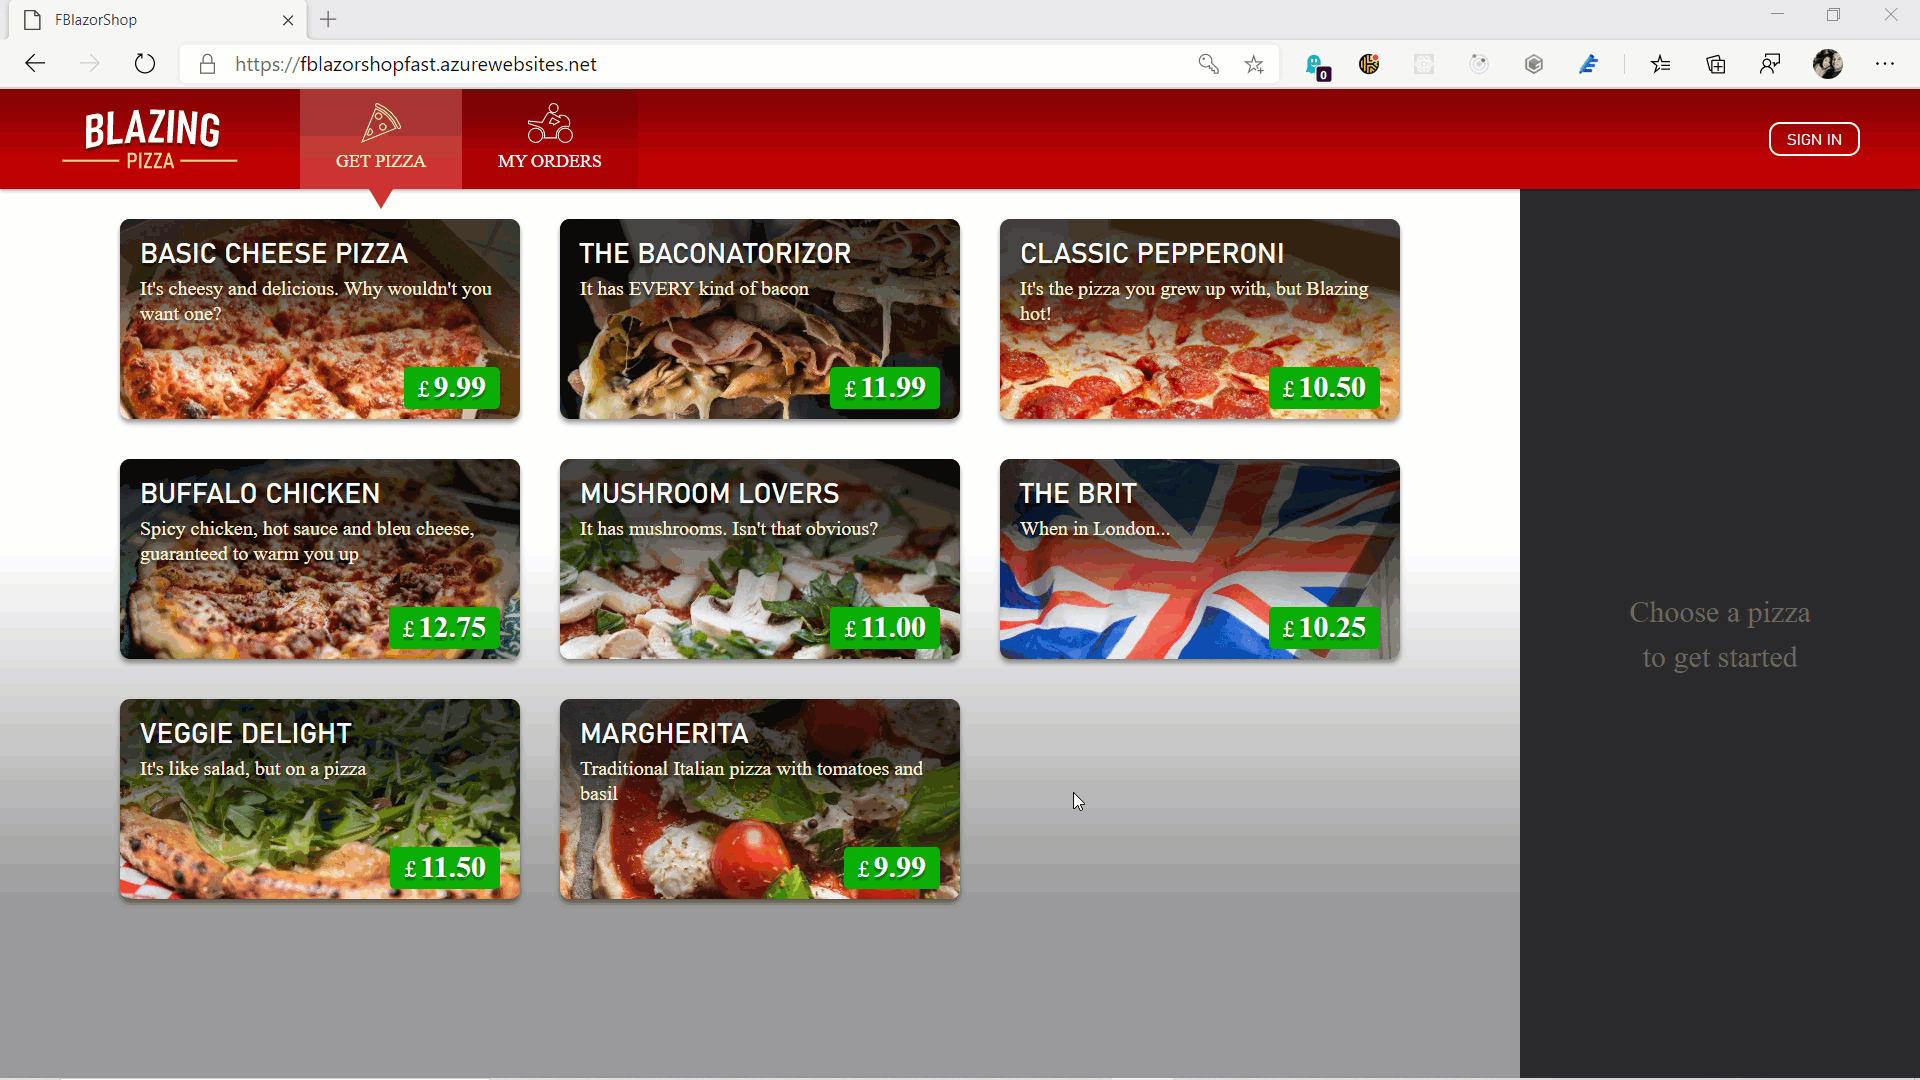 FBlazorShop
https://fblazorshopfast.azurewebsites.net
0
BLAZING
PIZZA
GET PIZZA
MY ORDERS
SIGN IN
BASIC CHEESE PIZZA
It's cheesy and delicious. Why wouldn't you
want one?
£ 9.99
THE BACONATORIZOR
It has EVERY kind of bacon
£ 11.99
CLASSIC PEPPERONI
It's the pizza you grew up with, but Blazing
hot!
£ 10.50
BUFFALO CHICKEN
Spicy chicken, hot sauce and bleu cheese,
guaranteed to warm you up
£ 12.75
MUSHROOM LOVERS
It has mushrooms. Isn't that obvious?
£ 11.00
THE BRIT
When in London...
£ 10.25
VEGGIE DELIGHT
It's like salad, but on a pizza
£ 11.50
MARGHERITA
Traditional Italian pizza with tomatoes and
basil
£ 9.99
Choose a pizza
to get started